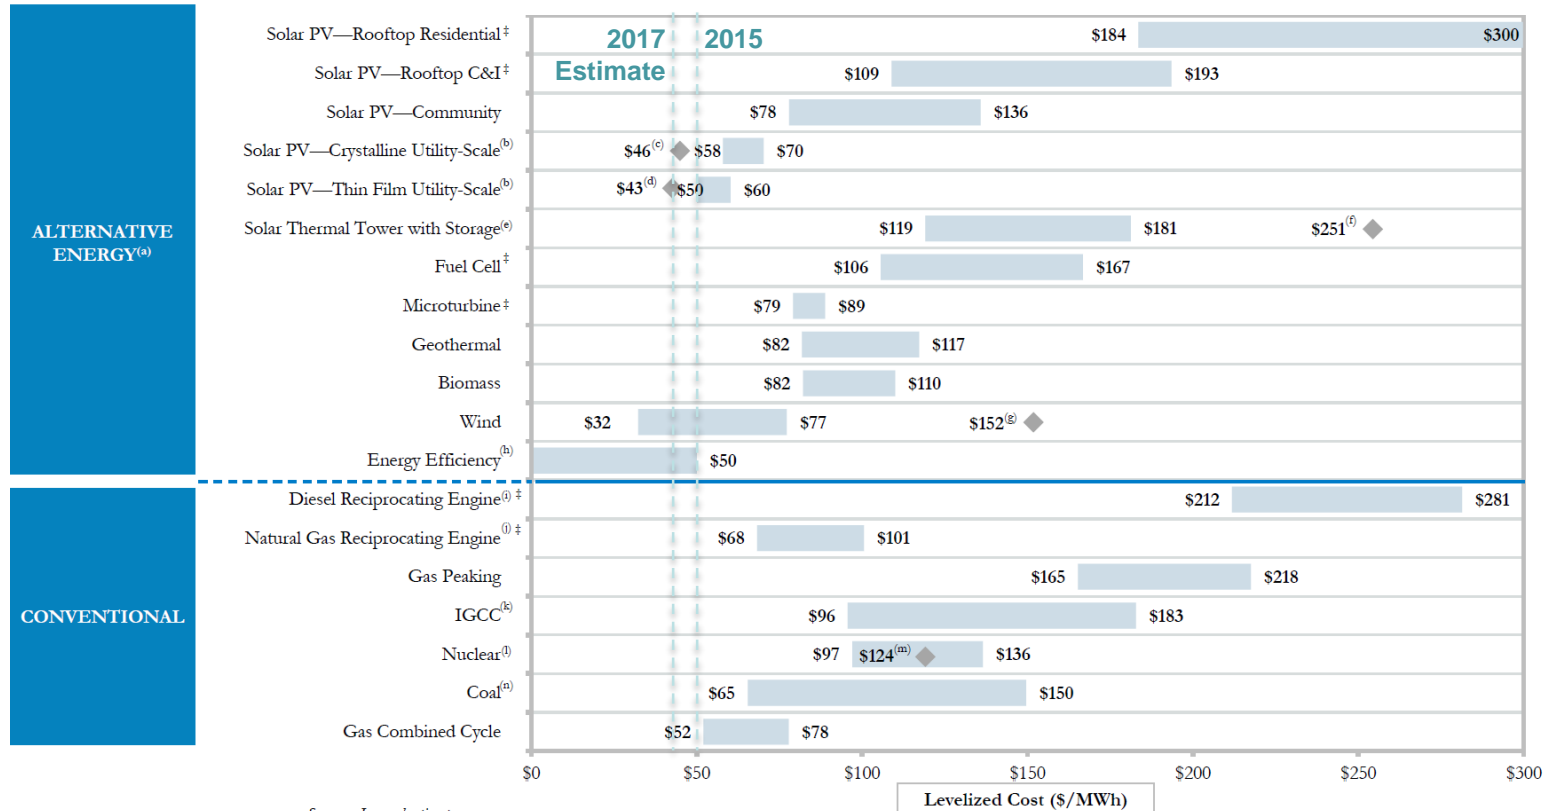 2017 2015
Estimate
ALTERNATIVE
ENERGY(a)
Solar PV—Rooftop Residential‡ $184 $300
Solar PV—Rooftop C&I‡ $109 $193
Solar PV—Community $78 $136
Solar PV—Crystalline Utility-Scale(b) $46(c) $58 $70
Solar PV—Thin Film Utility-Scale(b) $43(d) $50 $60
Solar Thermal Tower with Storage(e) $119 $181 $251(f)
Fuel Cell‡ $106 $167
Microturbine‡ $79 $89
Geothermal $82 $117
Biomass $82 $110
Wind $32 $77 $152(g)
Energy Efficiency(h) $50
CONVENTIONAL
Diesel Reciprocating Engine(i)‡ $212 $281
Natural Gas Reciprocating Engine(j)‡ $68 $101
Gas Peaking $165 $218
IGCC(k) $96 $183
Nuclear(l) $97 $124(m) $136
Coal(n) $65 $150
Gas Combined Cycle $52 $78
$0 $50 $100 $150 $200 $250 $300
Levelized Cost ($/MWh)